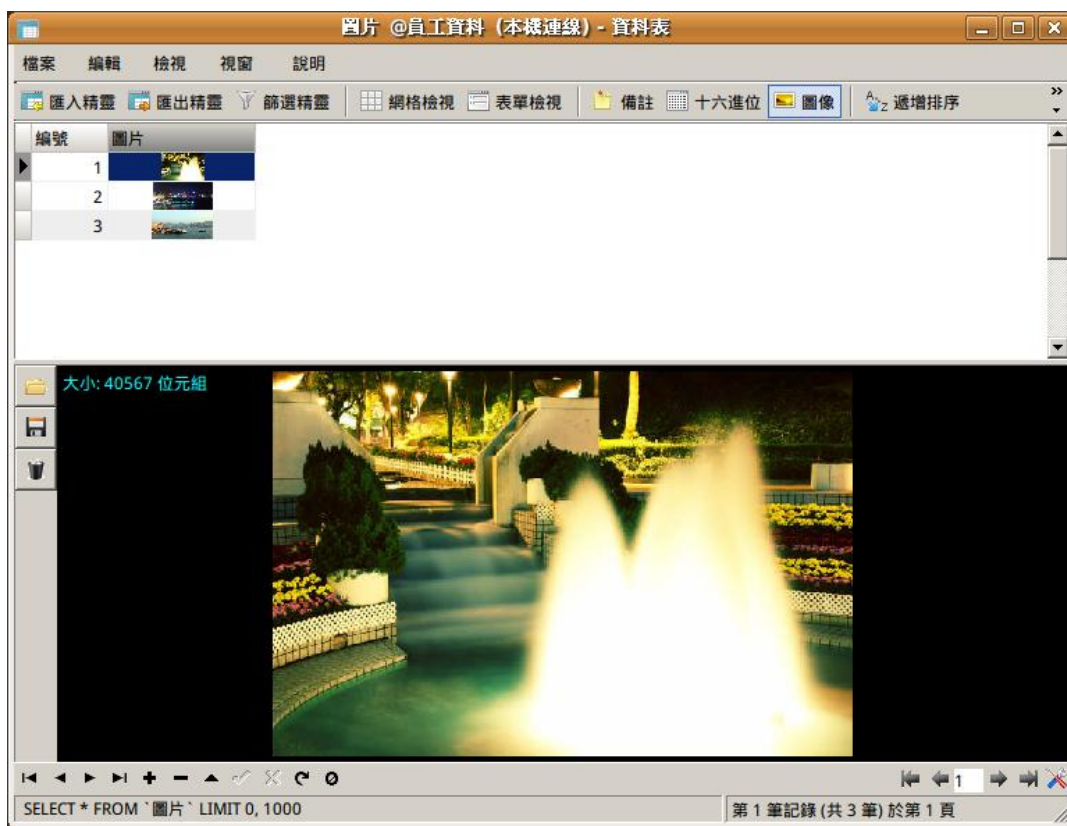 圖片 @員工資料 (本機連線) - 資料表
檔案 編輯 檢視 視窗 說明
匯入精靈 匯出精靈 篩選精靈 網格檢視 表單檢視 備註 十六進位 圖像 遞增排序
編號 圖片
1
2
3
大小: 40567 位元組
1
SELECT * FROM `圖片` LIMIT 0, 1000 第 1 筆記錄 (共 3 筆) 於第 1 頁